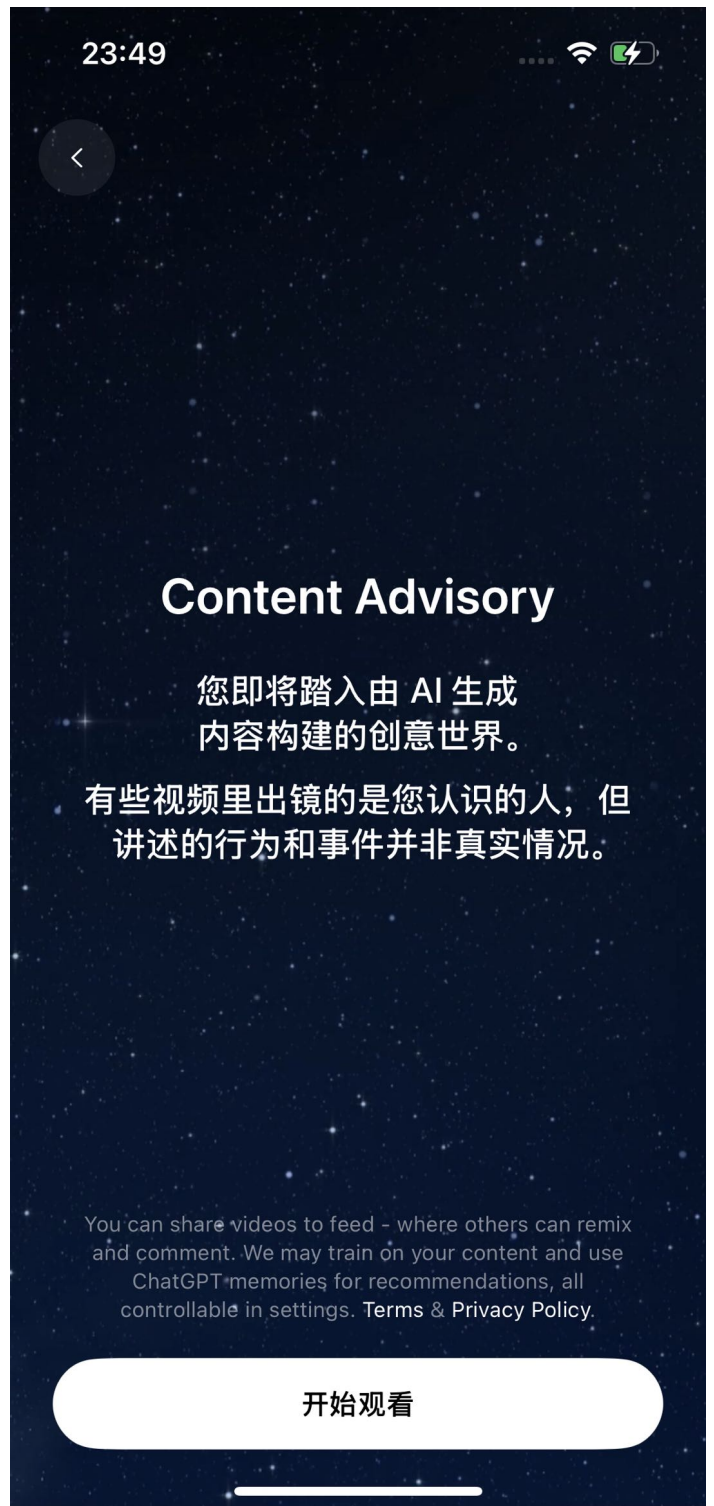 23:49
Content Advisory
您即将踏入由 AI 生成
内容构建的创意世界。
有些视频里出镜的是您认识的人，但
讲述的行为和事件并非真实情况。
You can share videos to feed - where others can remix
and comment. We may train on your content and use
ChatGPT memories for recommendations, all
controllable in settings. Terms & Privacy Policy.
开始观看